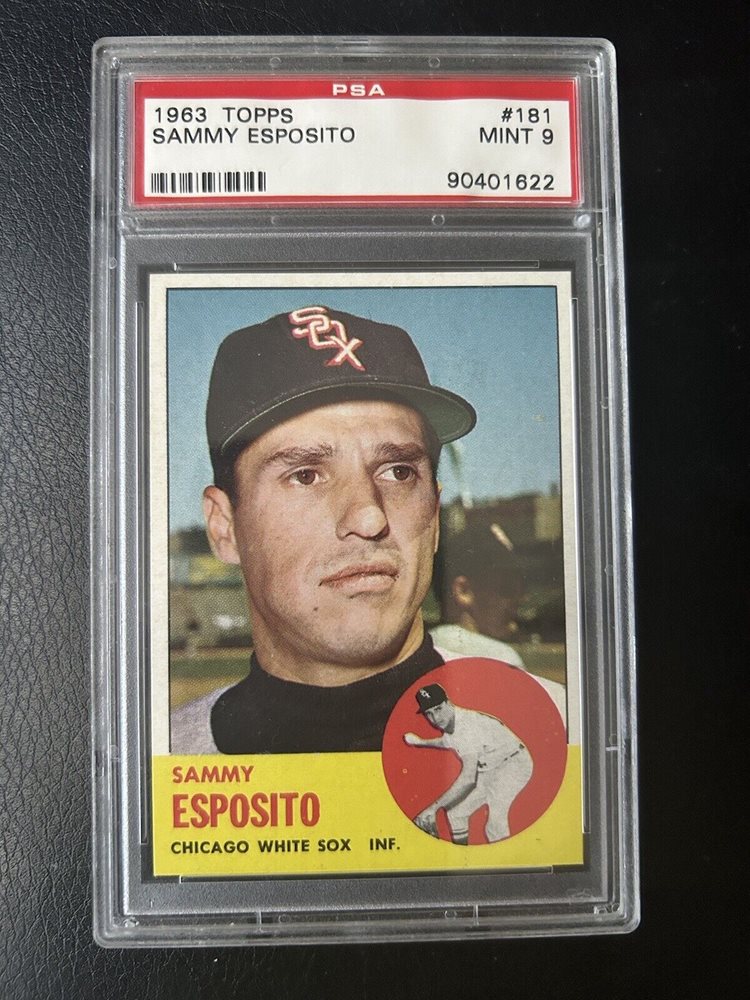 PSA
1963 TOPPS #181
SAMMY ESPOSITO MINT 9
90401622
SOX
SAMMY
ESPOSITO
CHICAGO WHITE SOX INF.